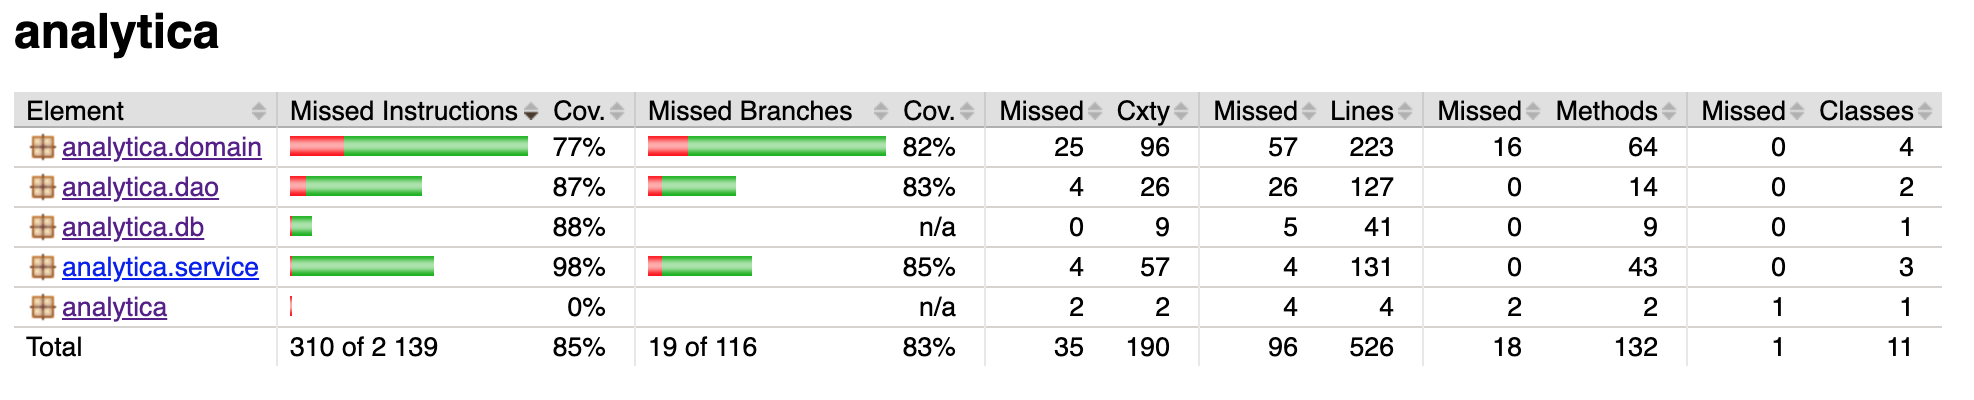 analytica
Element Missed Instructions Cov. Missed Branches Cov. Missed Cxty Missed Lines Missed Methods Missed Classes
analytica.domain 77% 82% 25 96 57 223 16 64 0 4
analytica.dao 87% 83% 4 26 26 127 0 14 0 2
analytica.db 88% n/a 0 9 5 41 0 9 0 1
analytica.service 98% 85% 4 57 4 131 0 43 0 3
analytica 0% n/a 2 2 4 4 2 2 1 1
Total 310 of 2 139 85% 19 of 116 83% 35 190 96 526 18 132 1 11